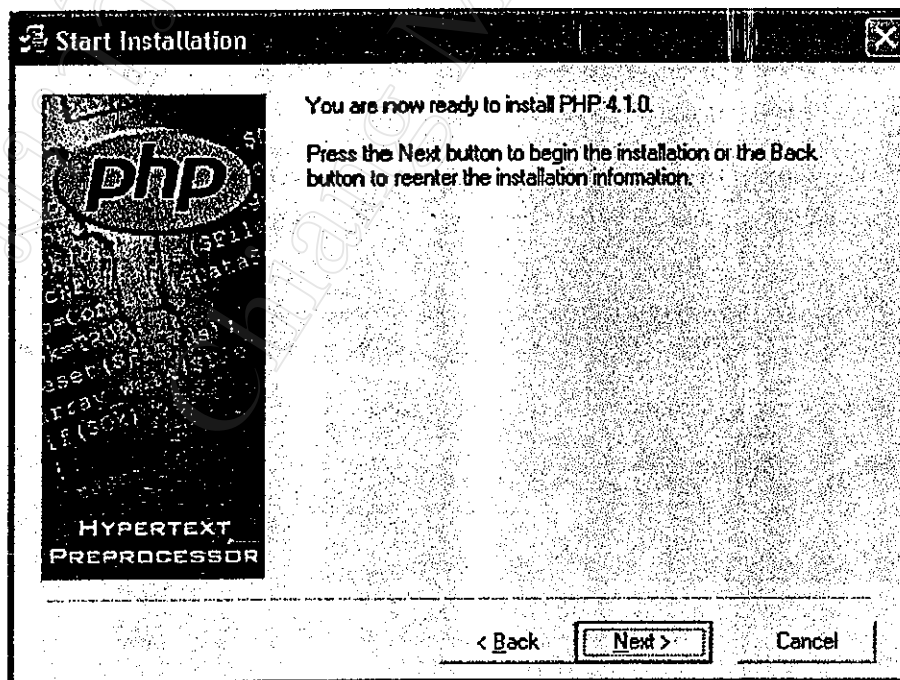 Start Installation
You are now ready to install PHP 4.1.0.
Press the Next button to begin the installation or the Back
button to reenter the installation information.
php
HYPERTEXT
PREPROCESSOR
< Back
Next >
Cancel